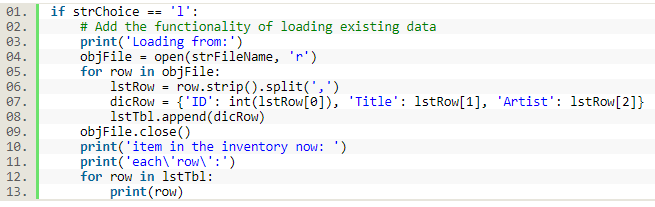 01. if strChoice == 'l':
02.     # Add the functionality of loading existing data
03.     print('Loading from:')
04.     objFile = open(strFileName, 'r')
05.     for row in objFile:
06.         lstRow = row.strip().split(',')
07.         dicRow = {'ID': int(lstRow[0]), 'Title': lstRow[1], 'Artist': lstRow[2]}
08.         lstTbl.append(dicRow)
09.     objFile.close()
10.     print('item in the inventory now: ')
11.     print('each\'row\':')
12.     for row in lstTbl:
13.         print(row)